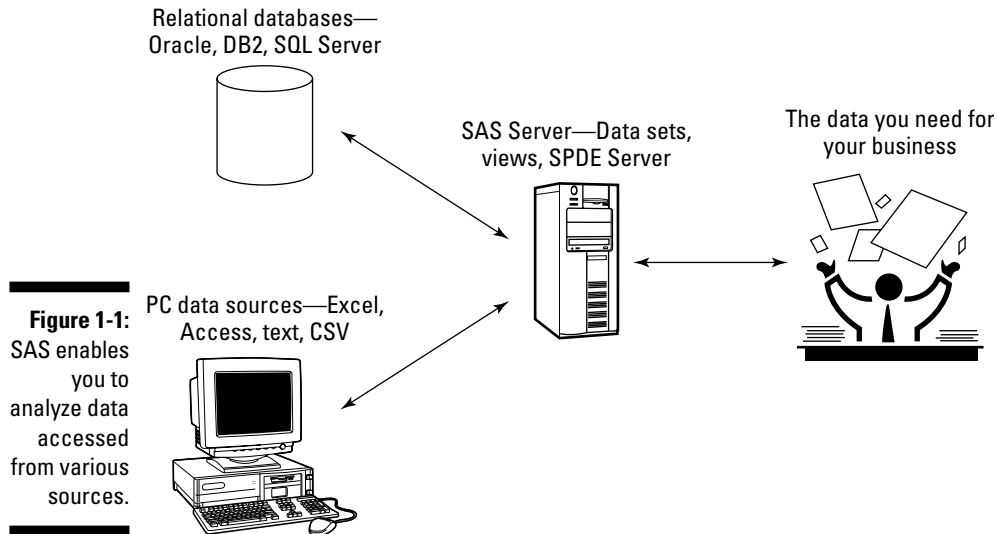 Relational databases—
Oracle, DB2, SQL Server
SAS Server—Data sets,
views, SPDE Server
The data you need for
your business
PC data sources—Excel,
Access, text, CSV
Figure 1-1:
SAS enables
you to
analyze data
accessed
from various
sources.